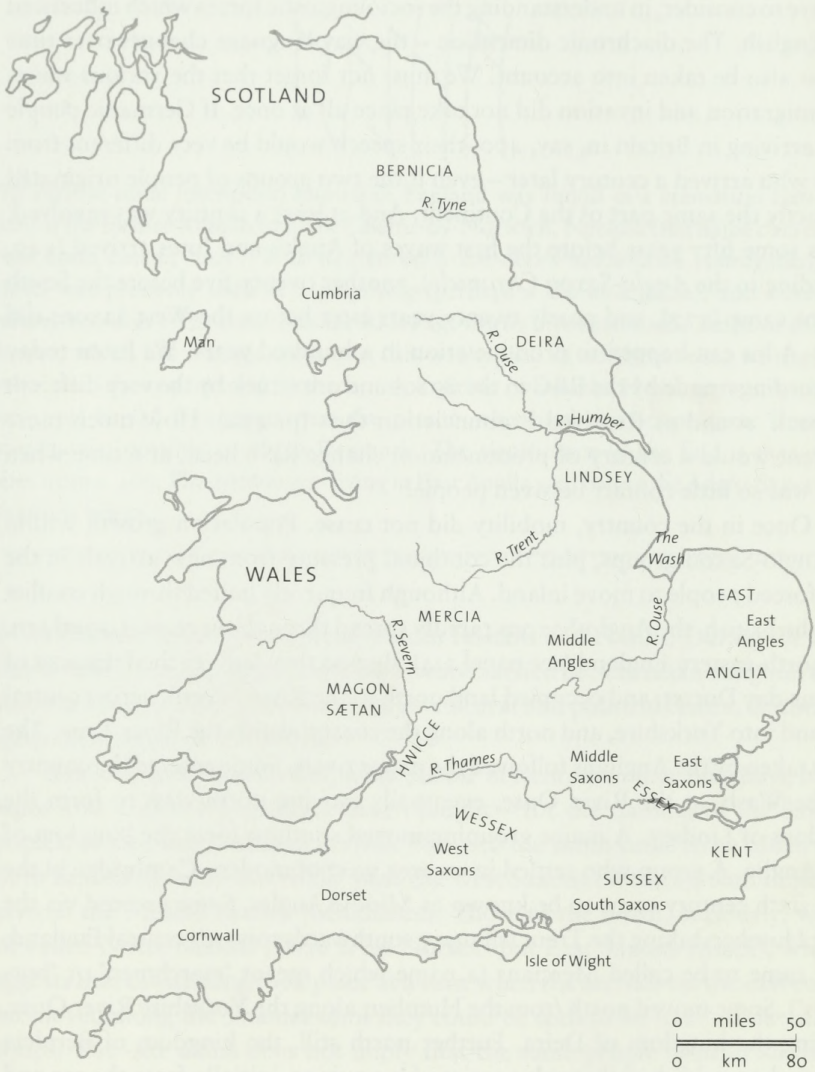 SCOTLAND
BERNICIA
R. Tyne
Cumbria
Man
R. Ouse
DEIRA
R. Humber
LINDSEY
R. Trent
The
Wash
WALES
MERCIA
EAST
East
Angles
ANGLIA
R. Ouse
Middle
Angles
R. Severn
MAGON-
SÆTAN
HWICCE
R. Thames
Middle
Saxons
East
Saxons
ESSEX
WESSEX
West
Saxons
KENT
SUSSEX
South Saxons
Dorset
Cornwall
Isle of Wight
0 miles 50
0 km 80